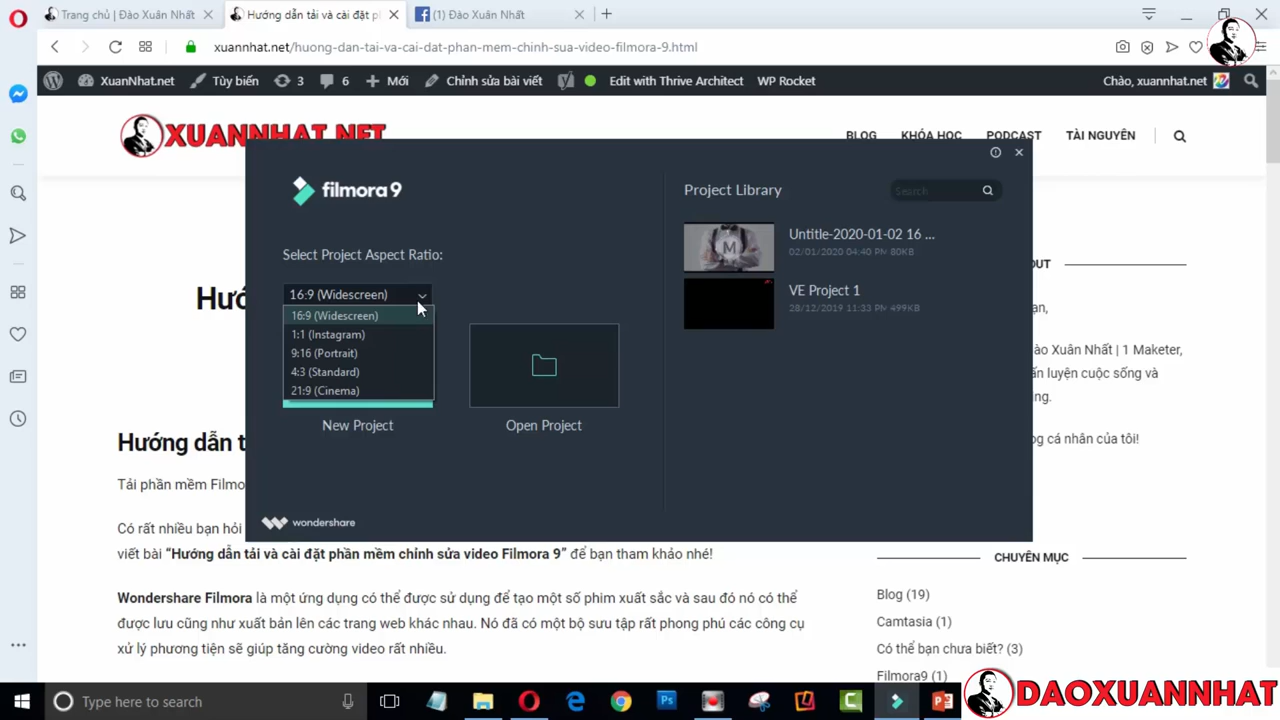 Trang chủ | Đào Xuân Nhất
Hướng dẫn tải và cài đặt ph
(1) Đào Xuân Nhất
xuannhat.net/huong-dan-tai-va-cai-dat-phan-mem-chinh-sua-video-filmora-9.html
XuanNhat.net
Tùy biến
3
6
Mới
Chỉnh sửa bài viết
Edit with Thrive Architect
WP Rocket
Chào, xuannhat.net
XUANNHAT.NET
BLOG
KHÓA HỌC
PODCAST
TÀI NGUYÊN
filmora 9
Project Library
Search
Untitle-2020-01-02 16 ...
02/01/2020 04:40 PM 80KB
Select Project Aspect Ratio:
VE Project 1
28/12/2019 11:33 PM 499KB
16:9 (Widescreen)
16:9 (Widescreen)
1:1 (Instagram)
9:16 (Portrait)
4:3 (Standard)
21:9 (Cinema)
New Project
Open Project
wondershare
OUT
Hướ
ạn,
ào Xuân Nhất | 1 Maketer,
ấn luyện cuộc sống và
ng.
g cá nhân của tôi!
Hướng dẫn t
Tải phần mềm Filmo
Có rất nhiều bạn hỏi
viết bài “Hướng dẫn tải và cài đặt phần mềm chỉnh sửa video Filmora 9” để bạn tham khảo nhé!
Wondershare Filmora là một ứng dụng có thể được sử dụng để tạo một số phim xuất sắc và sau đó nó có thể
được lưu cũng như xuất bản lên các trang web khác nhau. Nó đã có một bộ sưu tập rất phong phú các công cụ
xử lý phương tiện sẽ giúp tăng cường video rất nhiều.
CHUYÊN MỤC
Blog (19)
Camtasia (1)
Có thể bạn chưa biết? (3)
Filmora9 (1)
Type here to search
DAOXUANNHAT